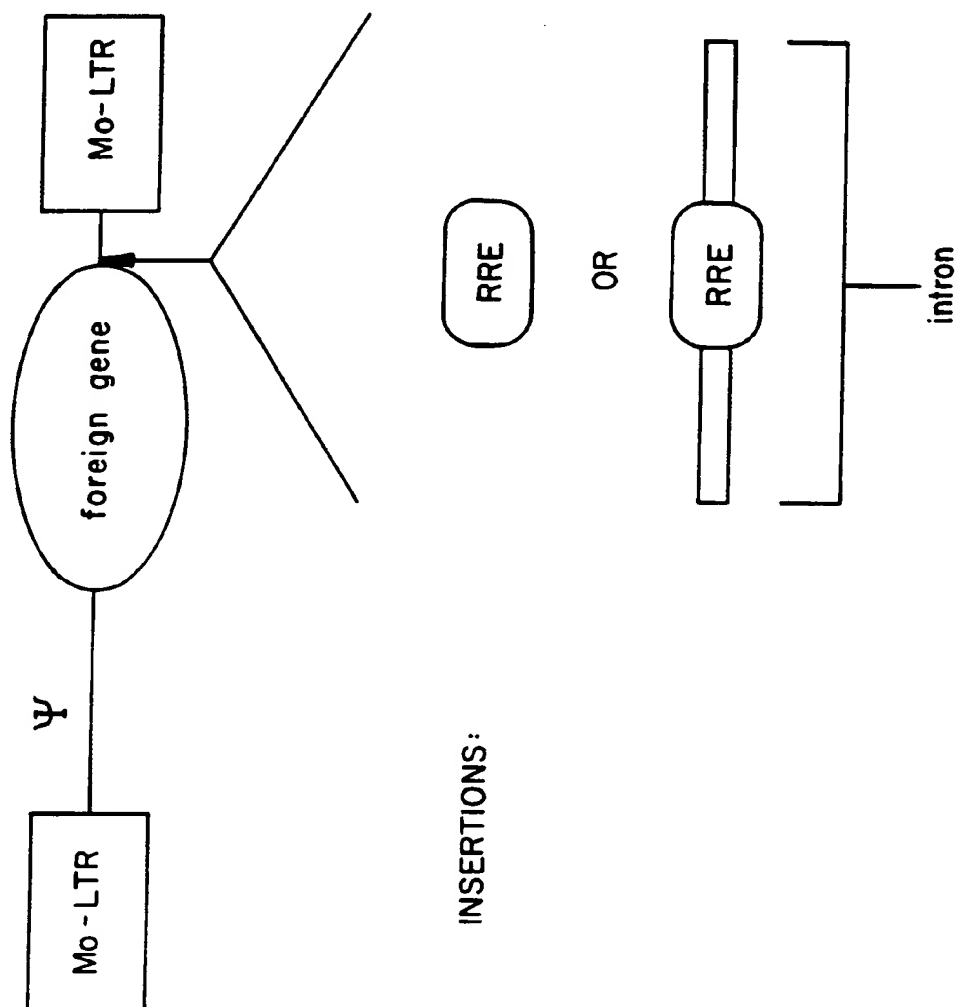 Mo-LTR
Ψ
foreign gene
Mo-LTR
INSERTIONS:
RRE
OR
RRE
intron